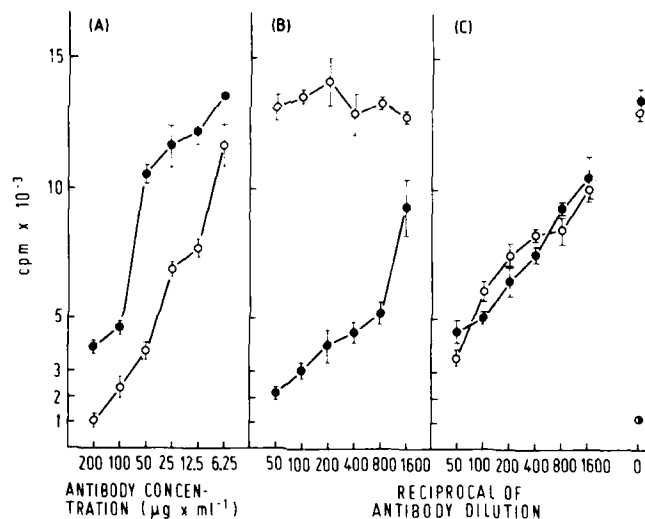 (A) (B) (C)
15
10
5
3
2
1
cpm x 10⁻³
200 100 50 25 12.5 6,25
50 100 200 400 800 1600
50 100 200 400 800 1600 0
ANTIBODY CONCEN-
TRATION (µg x ml⁻¹)
RECIPROCAL OF
ANTIBODY DILUTION